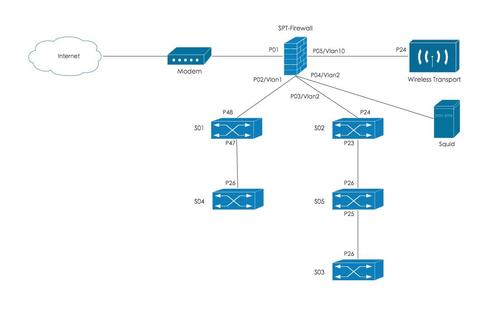 SPT-Firewall
Internet
P01
P05/Vlan10
P24
Modem
Wireless Transport
P02/Vlan1
P04/Vlan2
P03/Vlan2
P48
P24
S01
S02
Squid
P47
P23
P26
P26
S04
S05
P25
P26
S03